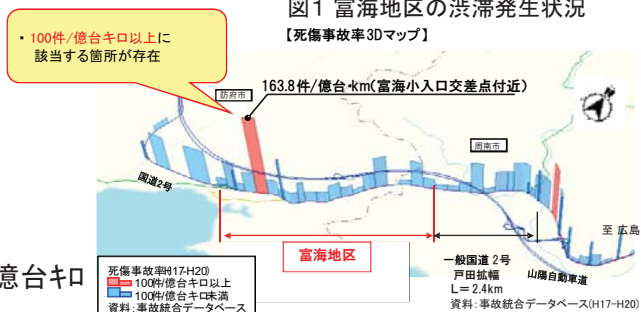 図1 富海地区の渋滞発生状況
【死傷事故率3Dマップ】
・100件/億台キロ以上に
該当する箇所が存在
163.8件/億台・km(富海小入口交差点付近)
防府市
周南市
国道2号
至 広島
富海地区
一般国道 2号
戸田拡幅
L=2.4km
山陽自動車道
資料:事故統合データベース(H17-H20)
億台キロ
死傷事故率(H17-H20)
100件/億台キロ以上
100件/億台キロ未満
資料:事故統合データベース